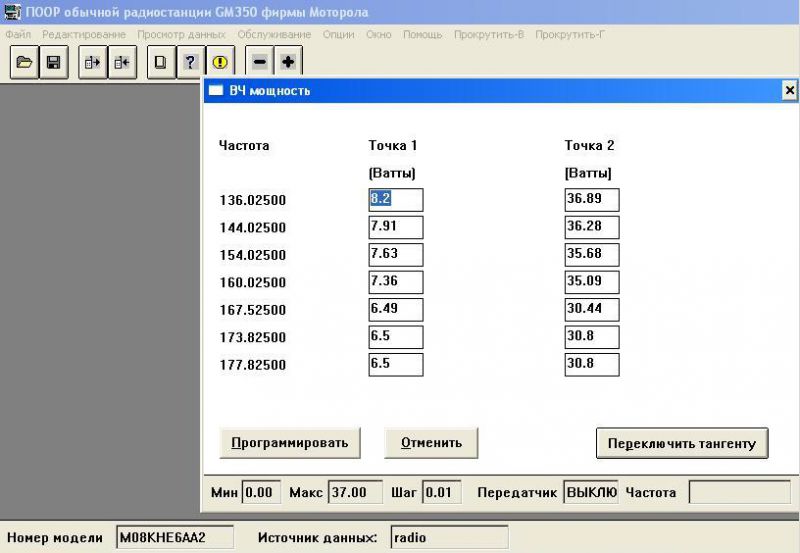 ПООР обычной радиостанции GM350 фирмы Моторола
Файл Редактирование Просмотр данных Обслуживание Опции Окно Помощь Прокрутить-В Прокрутить-Г
ВЧ мощность
Частота Точка 1 Точка 2
(Ватты) [Ватты]
136.02500 8.2 36.89
144.02500 7.91 36.28
154.02500 7.63 35.68
160.02500 7.36 35.09
167.52500 6.49 30.44
173.82500 6.5 30.8
177.82500 6.5 30.8
Программировать Отменить Переключить тангенту
Мин 0.00 Макс 37.00 Шаг 0.01 Передатчик ВЫКЛЮ Частота
Номер модели M08KHE6AA2 Источник данных: radio